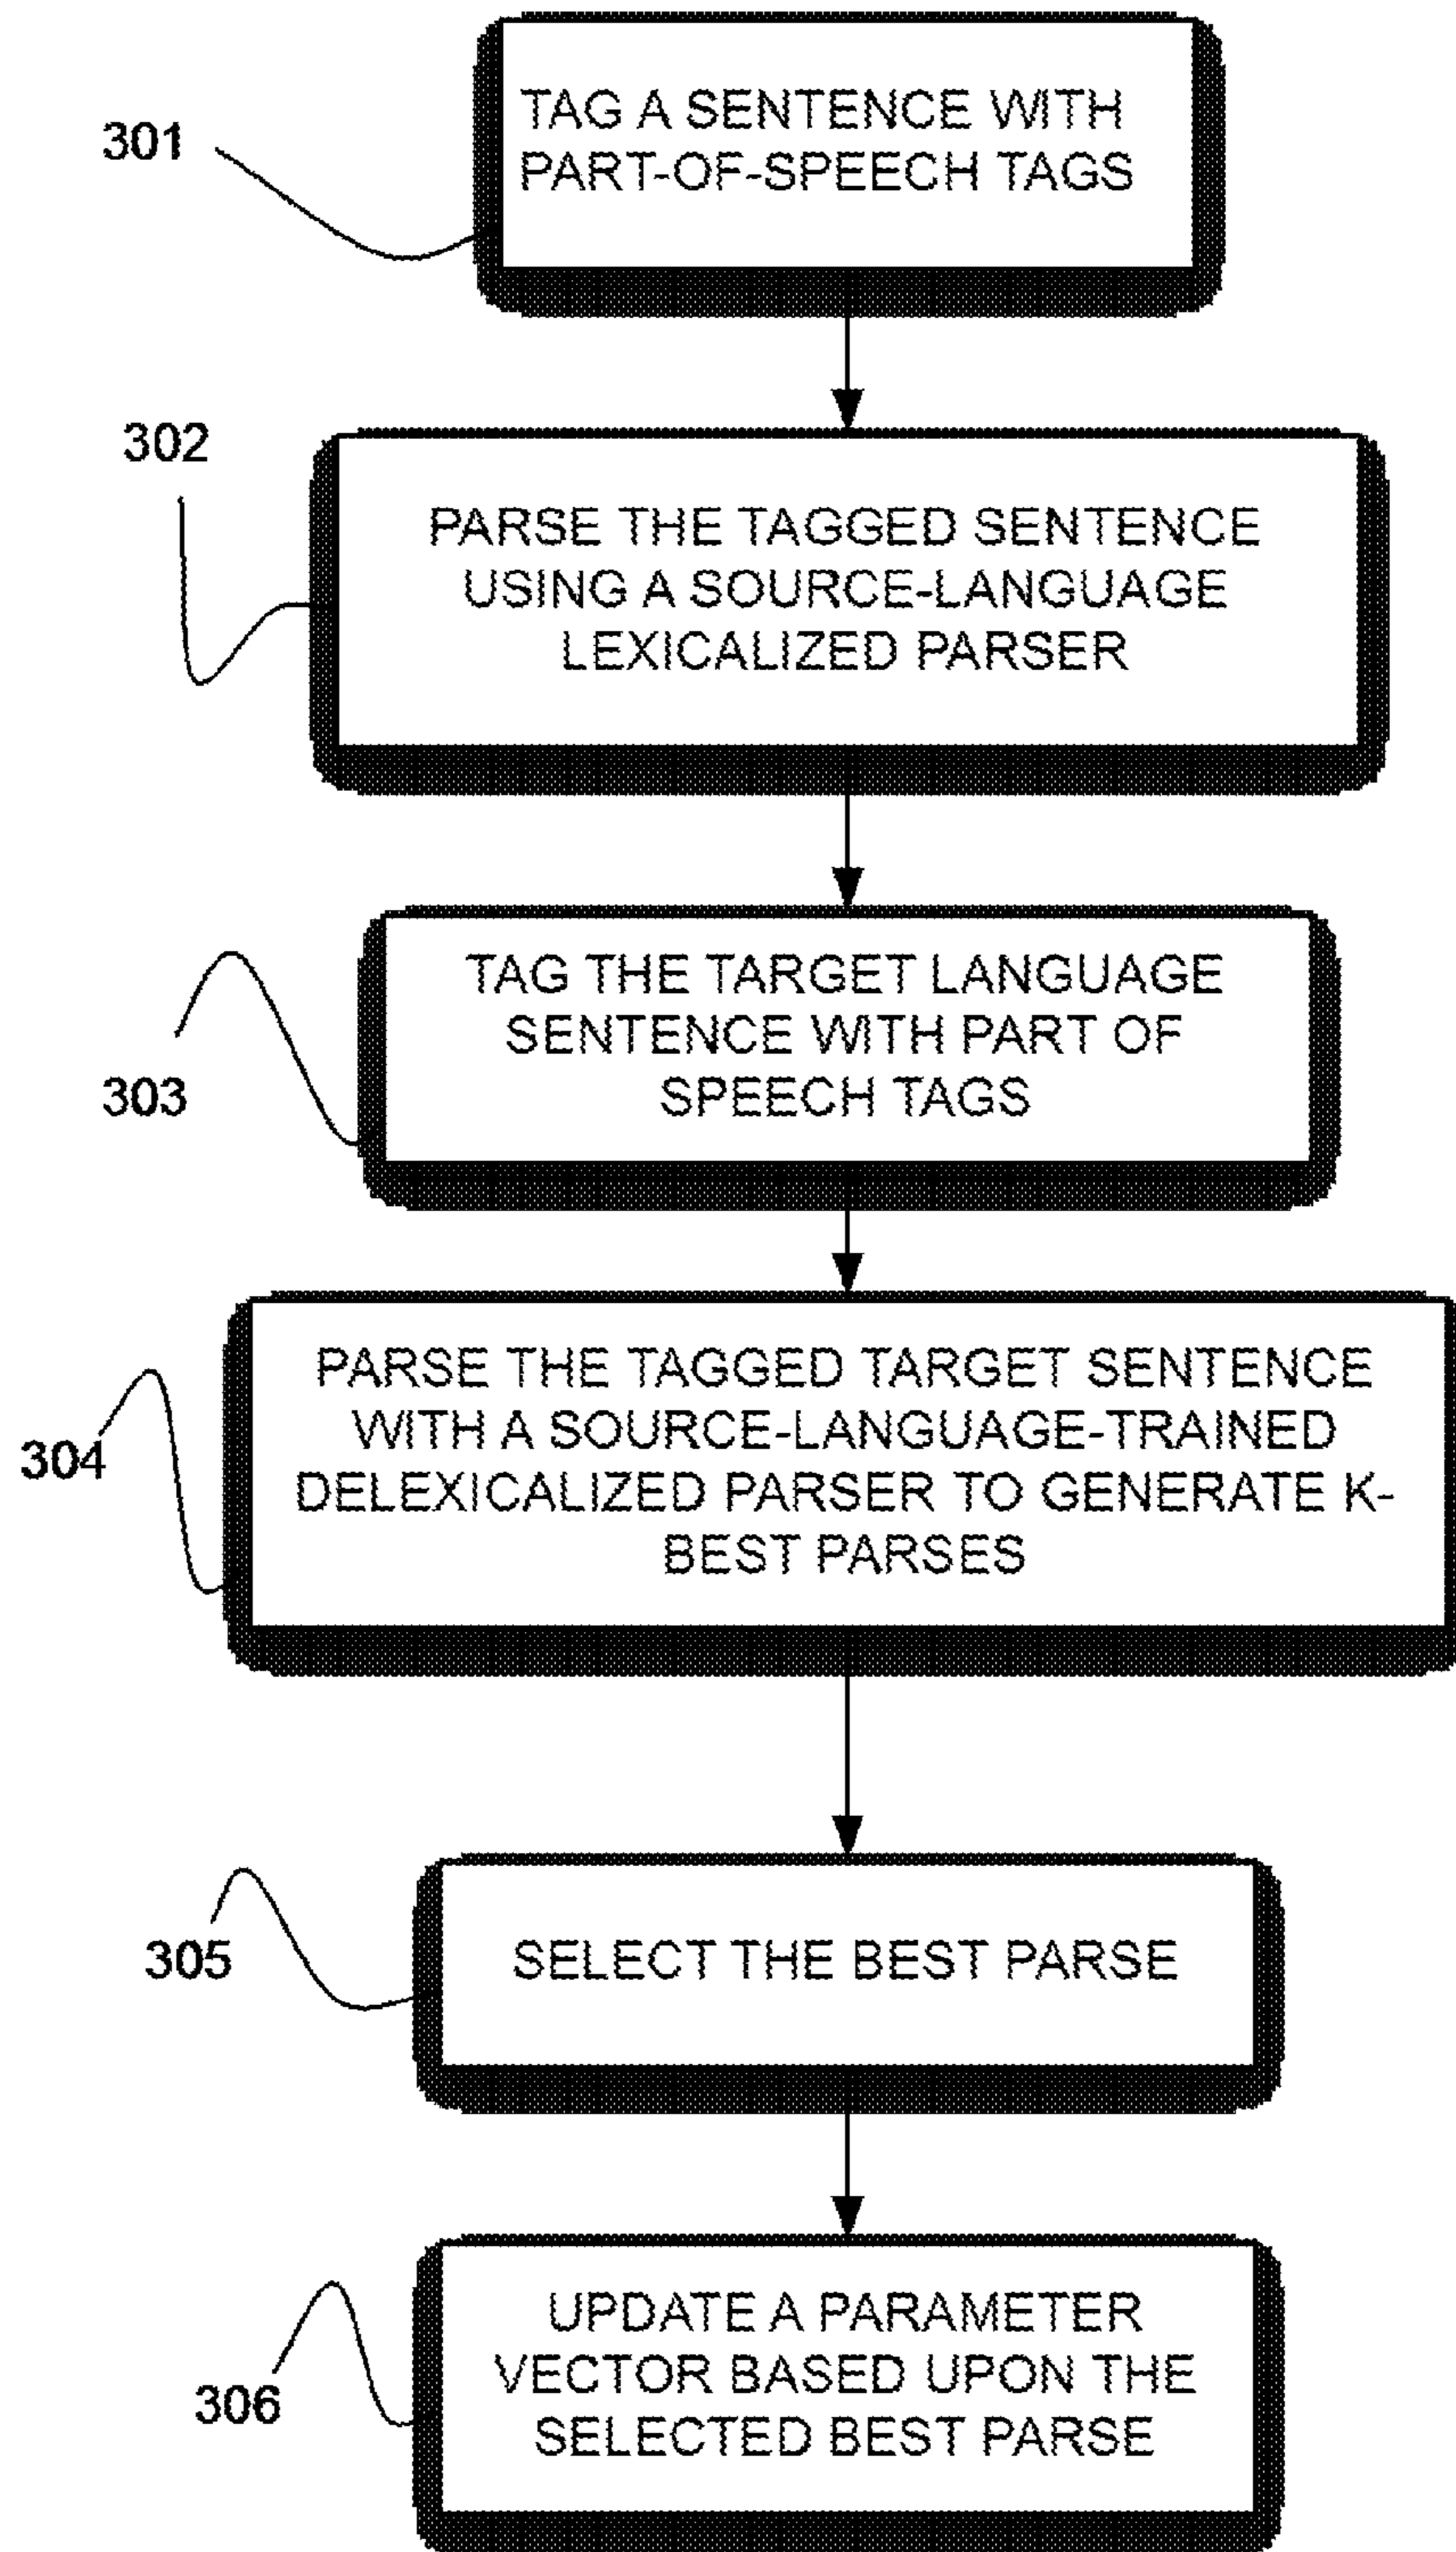 301
TAG A SENTENCE WITH
PART-OF-SPEECH TAGS
302
PARSE THE TAGGED SENTENCE
USING A SOURCE-LANGUAGE
LEXICALIZED PARSER
303
TAG THE TARGET LANGUAGE
SENTENCE WITH PART OF
SPEECH TAGS
304
PARSE THE TAGGED TARGET SENTENCE
WITH A SOURCE-LANGUAGE-TRAINED
DELEXICALIZED PARSER TO GENERATE K-
BEST PARSES
305
SELECT THE BEST PARSE
306
UPDATE A PARAMETER
VECTOR BASED UPON THE
SELECTED BEST PARSE